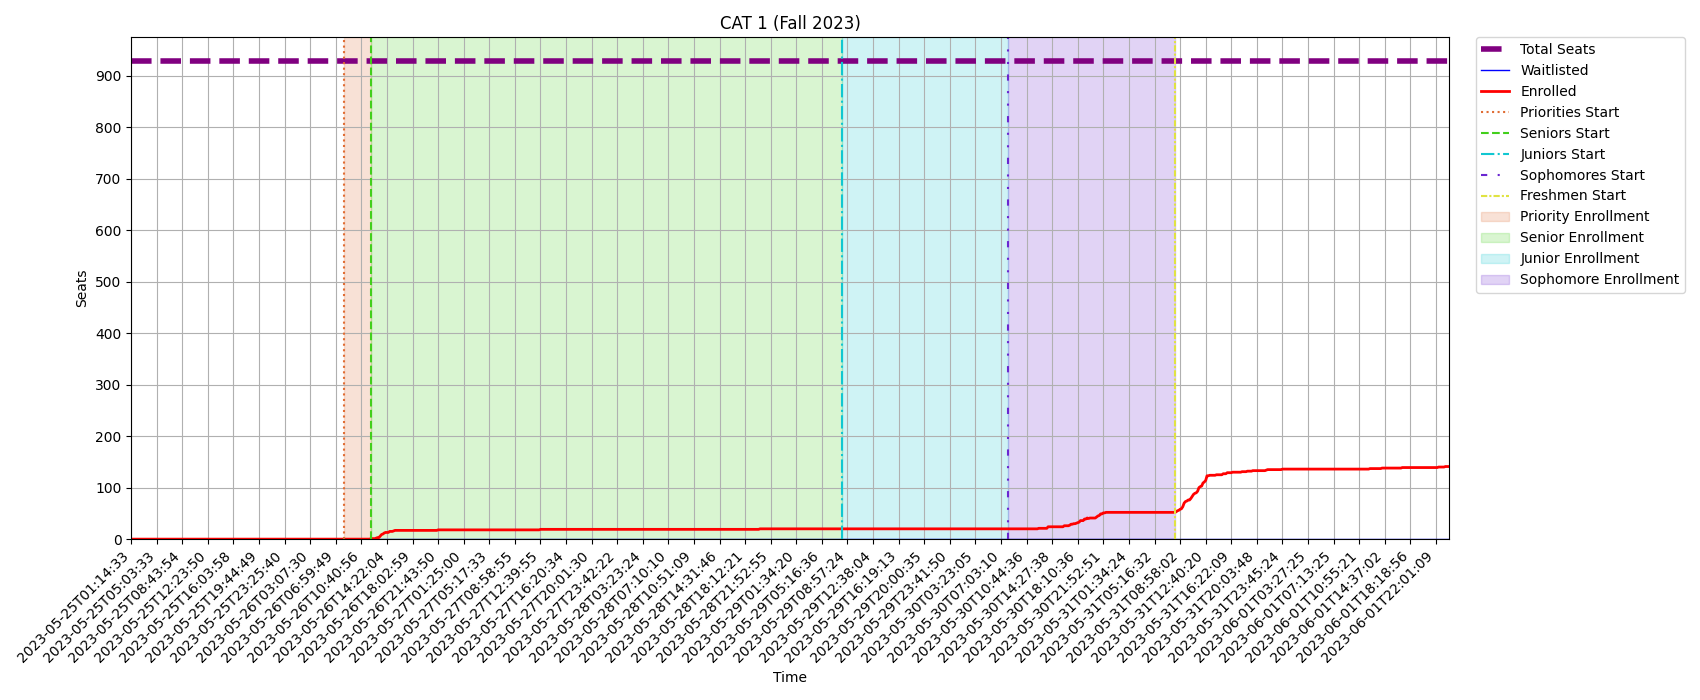 CAT 1 (Fall 2023)
Total Seats
Waitlisted
Enrolled
Priorities Start
Seniors Start
Juniors Start
Sophomores Start
Freshmen Start
Priority Enrollment
Senior Enrollment
Junior Enrollment
Sophomore Enrollment
Seats
900
800
700
600
500
400
300
200
100
0
2023-05-25T01:14:33
2023-05-25T05:03:33
2023-05-25T08:43:54
2023-05-25T12:23:50
2023-05-25T16:03:58
2023-05-25T19:44:49
2023-05-25T23:25:40
2023-05-26T03:07:30
2023-05-26T06:59:49
2023-05-26T10:40:56
2023-05-26T14:22:04
2023-05-26T18:02:59
2023-05-26T21:43:50
2023-05-27T01:25:00
2023-05-27T05:17:33
2023-05-27T08:58:55
2023-05-27T12:39:55
2023-05-27T16:20:34
2023-05-27T20:01:30
2023-05-27T23:42:22
2023-05-28T03:23:24
2023-05-28T07:10:10
2023-05-28T10:51:09
2023-05-28T14:31:46
2023-05-28T18:12:21
2023-05-28T21:52:55
2023-05-29T01:34:20
2023-05-29T05:16:36
2023-05-29T08:57:24
2023-05-29T12:38:04
2023-05-29T16:19:13
2023-05-29T20:00:35
2023-05-29T23:41:50
2023-05-30T03:23:05
2023-05-30T07:03:10
2023-05-30T10:44:36
2023-05-30T14:27:38
2023-05-30T18:10:36
2023-05-30T21:52:51
2023-05-31T01:34:24
2023-05-31T05:16:32
2023-05-31T08:58:02
2023-05-31T12:40:20
2023-05-31T16:22:09
2023-05-31T20:03:48
2023-05-31T23:45:24
2023-06-01T03:27:25
2023-06-01T07:13:25
2023-06-01T10:55:21
2023-06-01T14:37:02
2023-06-01T18:18:56
2023-06-01T22:01:09
Time